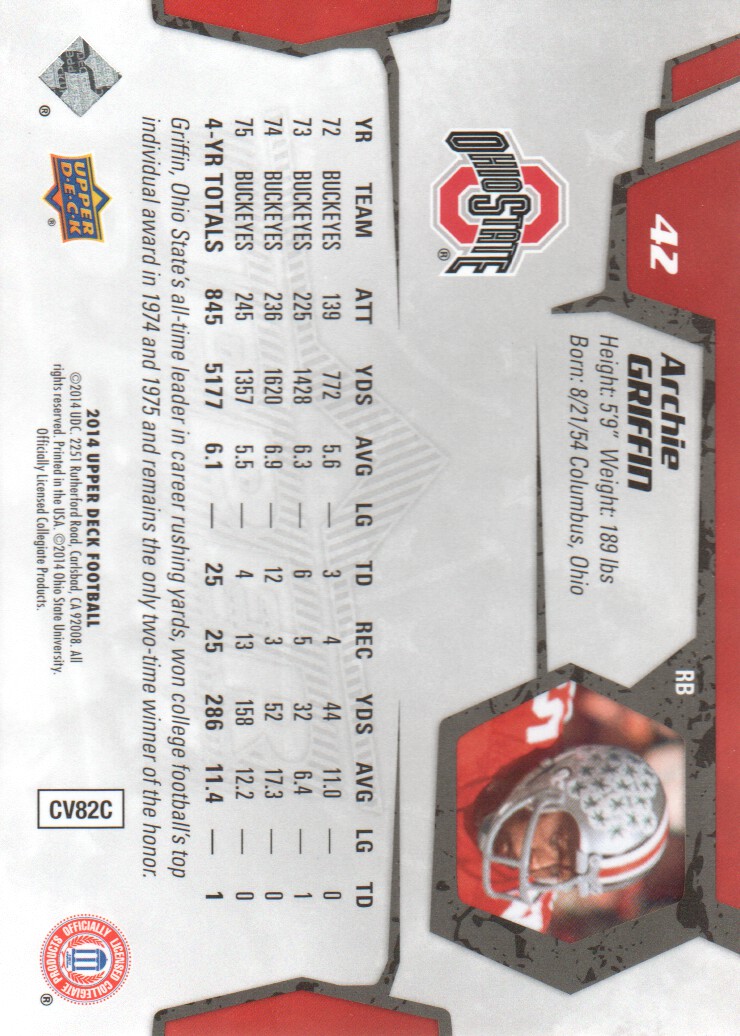 42
Archie
GRIFFIN
RB
Height: 5'9" Weight: 189 lbs
Born: 8/21/54 Columbus, Ohio
OHIO STATE ®
YR TEAM ATT YDS AVG LG TD REC YDS AVG LG TD
72 BUCKEYES 139 772 5.6 — 3 4 44 11.0 — 0
73 BUCKEYES 225 1428 6.3 — 6 5 32 6.4 — 1
74 BUCKEYES 236 1620 6.9 — 12 3 52 17.3 — 0
75 BUCKEYES 245 1357 5.5 — 4 13 158 12.2 — 0
4-YR TOTALS 845 5177 6.1 — 25 25 286 11.4 — 1
Griffin, Ohio State's all-time leader in career rushing yards, won college football's top
individual award in 1974 and 1975 and remains the only two-time winner of the honor.
®
UPPER
D·E·C·K
®
2014 UPPER DECK FOOTBALL
©2014 UDC. 2251 Rutherford Road, Carlsbad, CA 92008. All
rights reserved. Printed in the USA. ©2014 Ohio State University.
Officially Licensed Collegiate Products.
CV82C
OFFICIALLY LICENSED
COLLEGIATE PRODUCTS
®